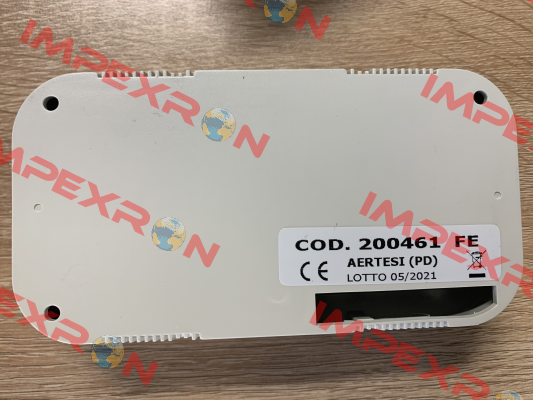 IMPEXRON
IMPEXRON
IMPEXRON
IMPEXRON
COD. 200461 FE
AERTESI (PD)
CE
LOTTO 05/2021
IMPEXRON
IMPEXRON